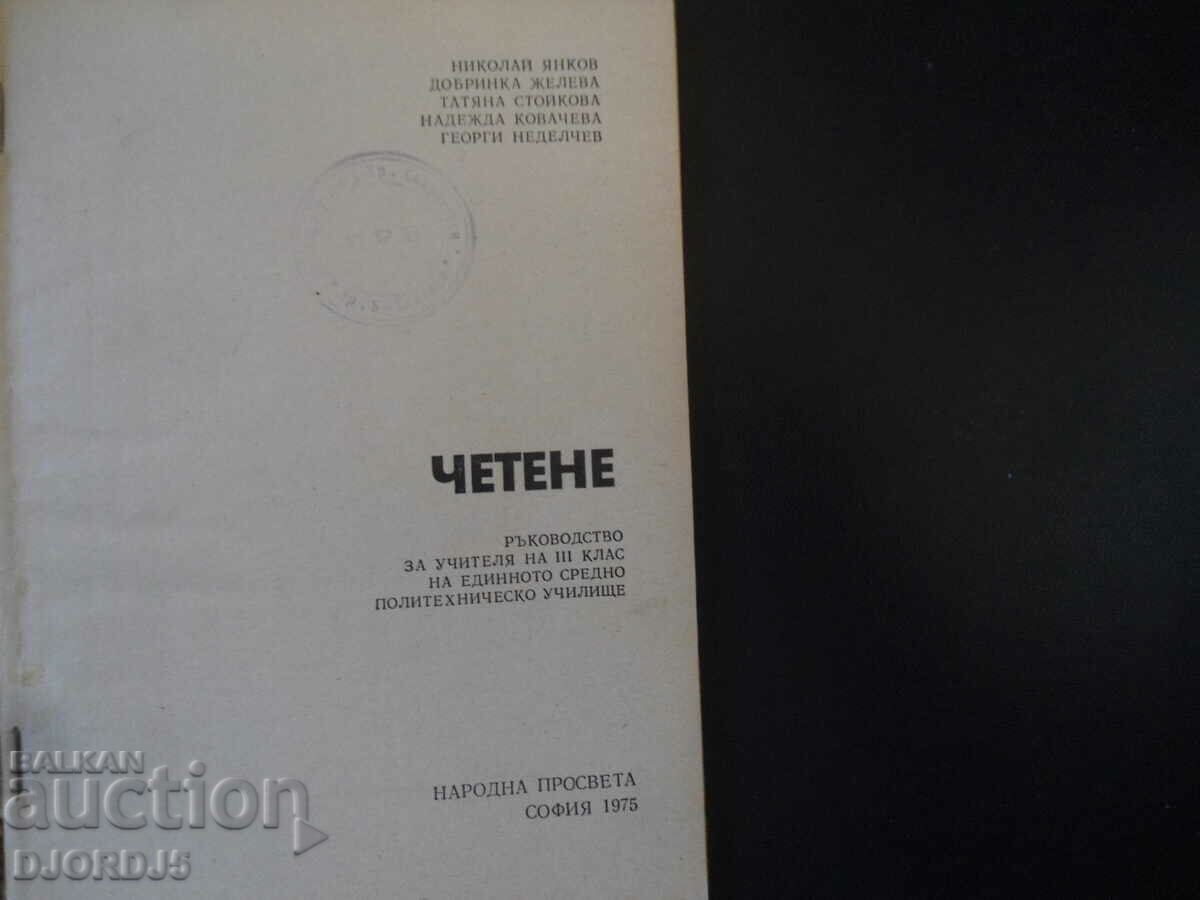 НИКОЛАЙ ЯНКОВ
ДОБРИНКА ЖЕЛЕВА
ТАТЯНА СТОЙКОВА
НАДЕЖДА КОВАЧЕВА
ГЕОРГИ НЕДЕЛЧЕВ
ЧЕТЕНЕ
РЪКОВОДСТВО
ЗА УЧИТЕЛЯ НА III КЛАС
НА ЕДИННОТО СРЕДНО
ПОЛИТЕХНИЧЕСКО УЧИЛИЩЕ
НАРОДНА ПРОСВЕТА
СОФИЯ 1975
BALKAN
auction
DJORDJ5